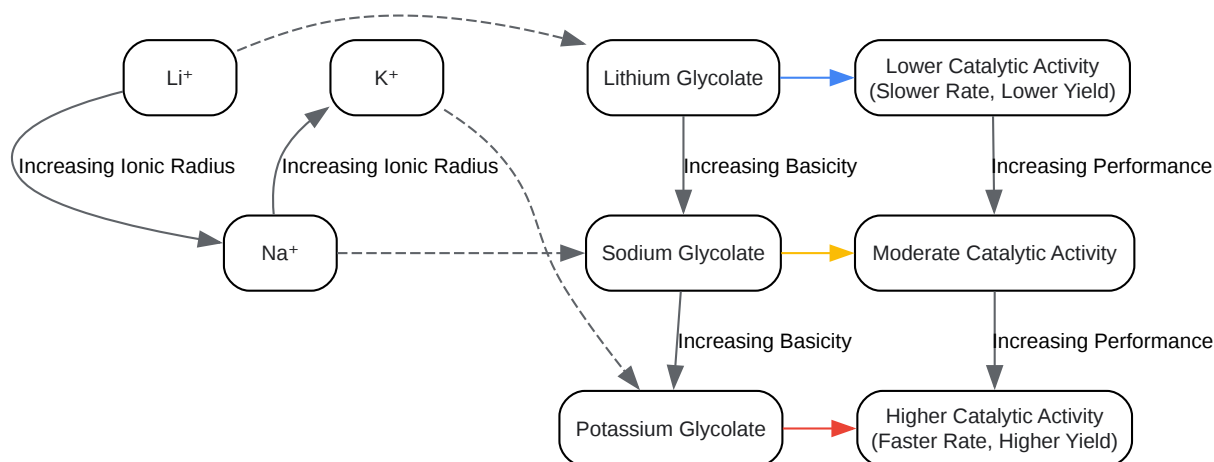 Li⁺
K⁺
Lithium Glycolate
Lower Catalytic Activity
(Slower Rate, Lower Yield)
Increasing Ionic Radius
Increasing Ionic Radius
Increasing Basicity
Increasing Performance
Na⁺
Sodium Glycolate
Moderate Catalytic Activity
Increasing Basicity
Increasing Performance
Potassium Glycolate
Higher Catalytic Activity
(Faster Rate, Higher Yield)